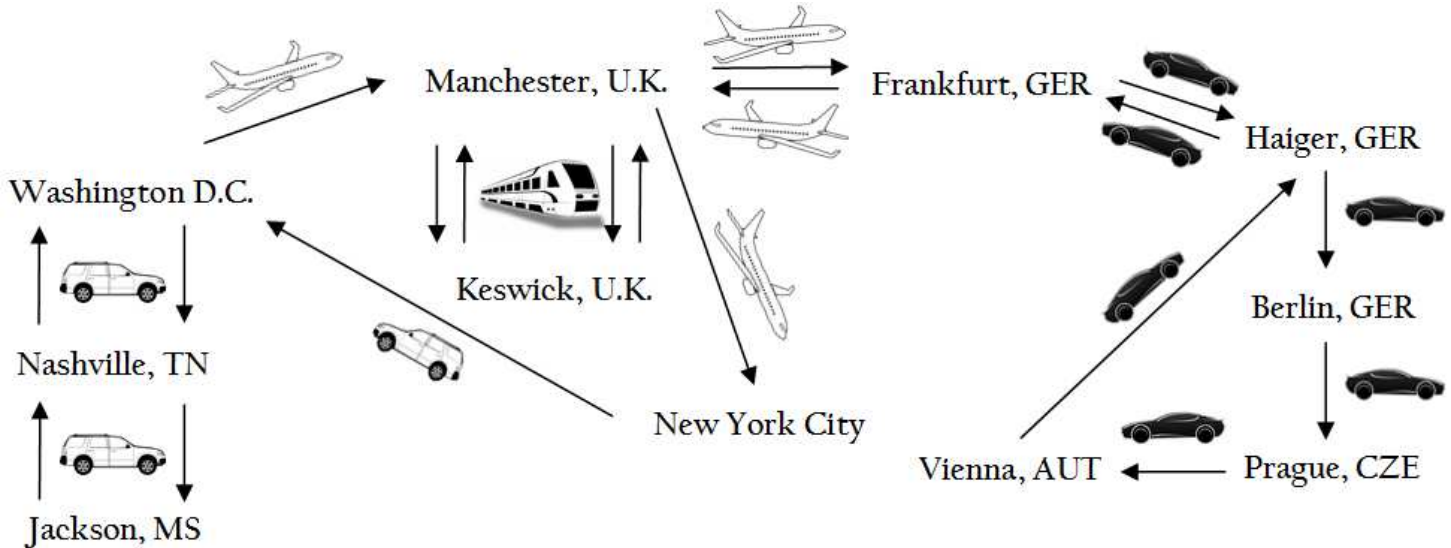 Manchester, U.K.
Frankfurt, GER
Haiger, GER
Washington D.C.
Keswick, U.K.
Berlin, GER
Nashville, TN
New York City
Vienna, AUT
Prague, CZE
Jackson, MS